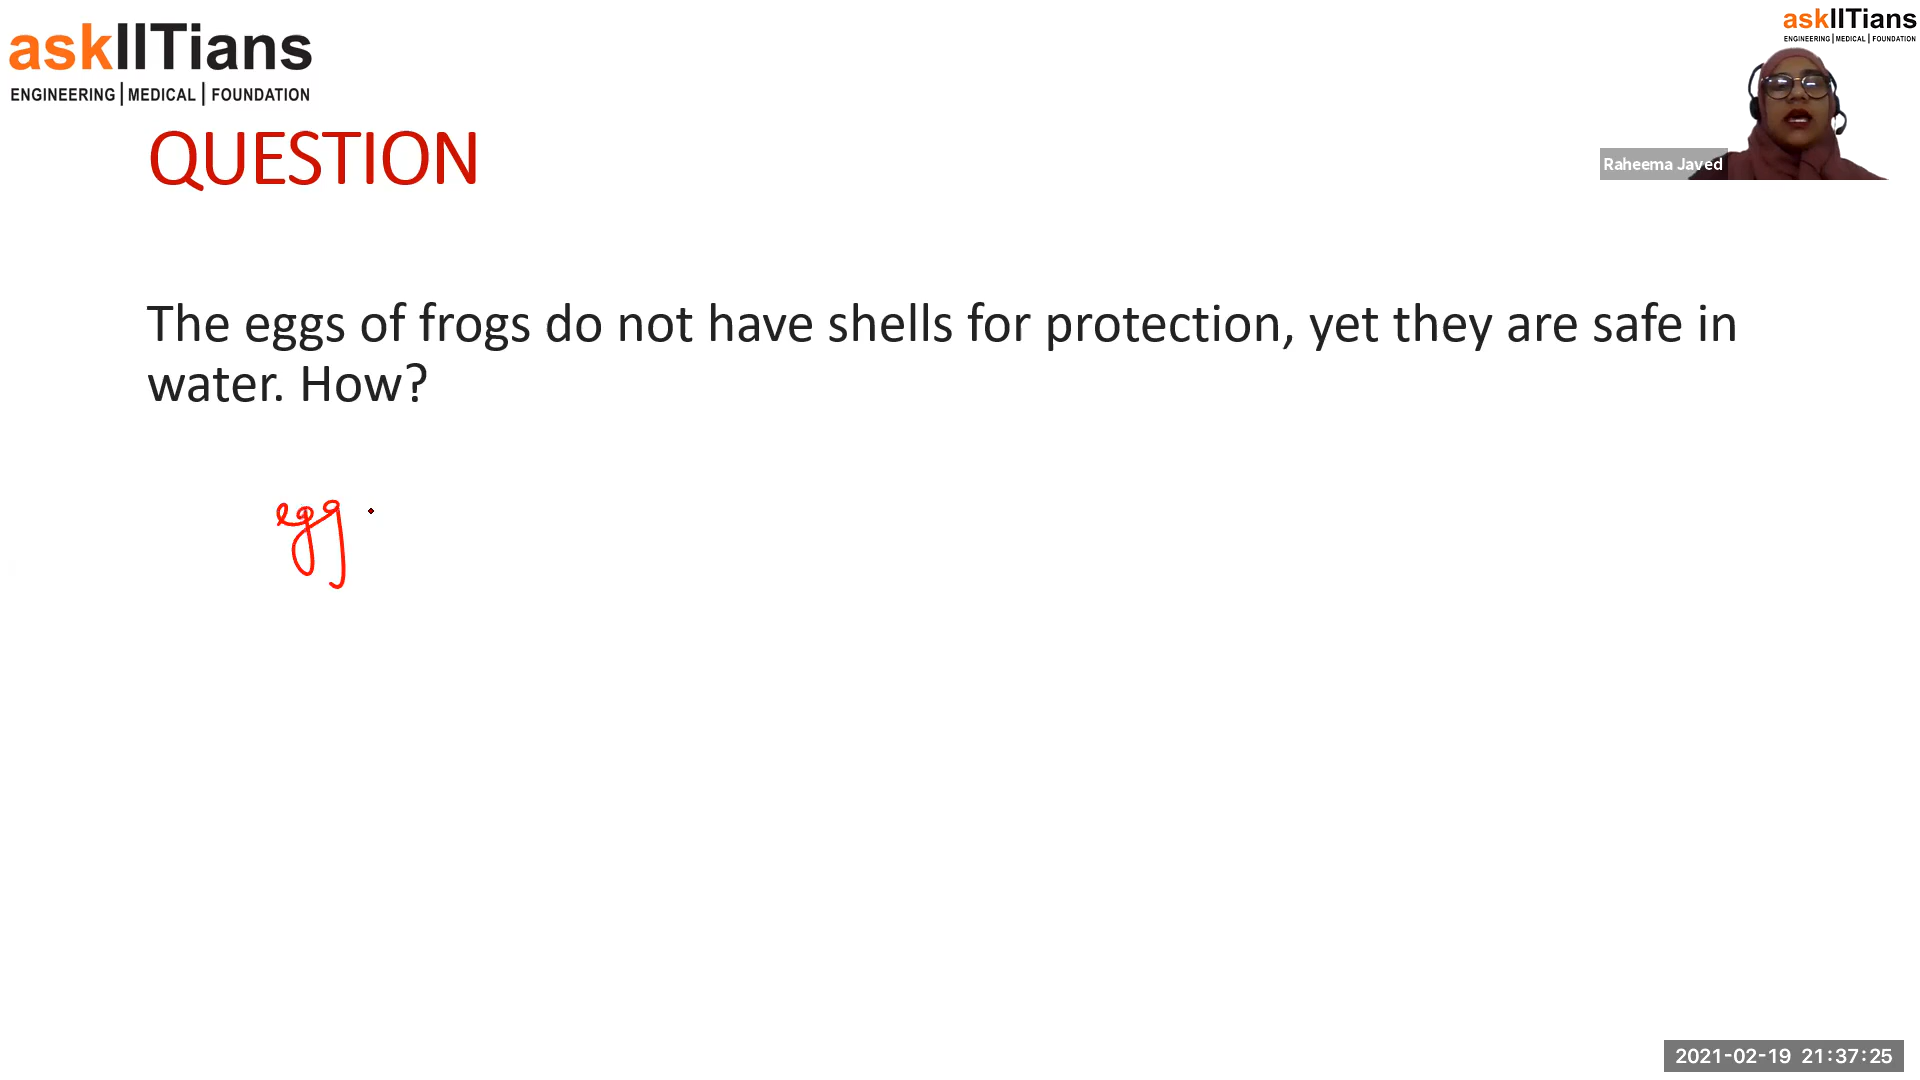 askIITians
ENGINEERING | MEDICAL | FOUNDATION
askIITians
ENGINEERING | MEDICAL | FOUNDATION
Raheema Javed
QUESTION
The eggs of frogs do not have shells for protection, yet they are safe in
water. How?
egg
2021-02-19 21:37:25